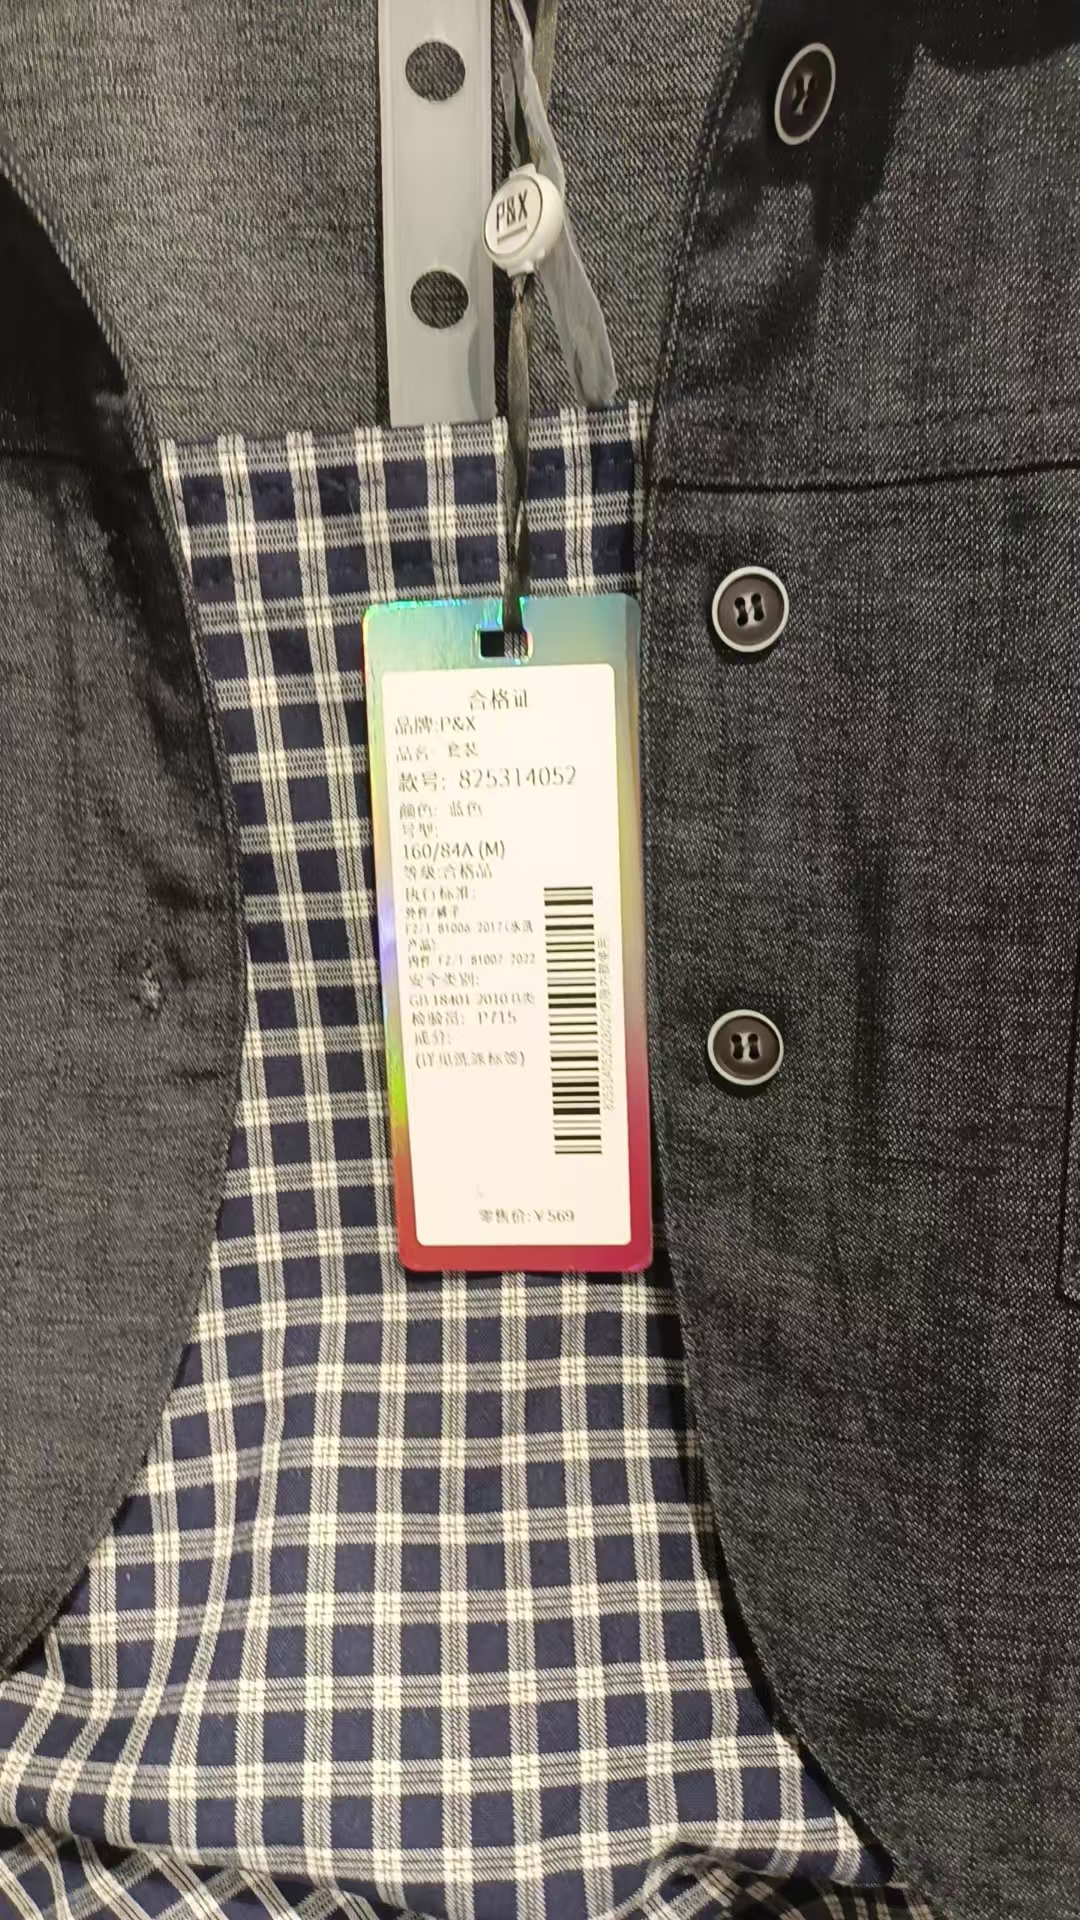 P&X
合格证
品牌:P&X
品名: 套装
款号: 825314052
颜色: 蓝色
号型:
160/84A (M)
等级:合格品
执行标准:
外件/裤子
FZ/T 81006-2017(水洗
产品)
内件 FZ/T 81007-2022
安全类别:
GB 18401-2010 B类
检验员: P715
成分:
(详见洗涤标签)
零售价:¥569